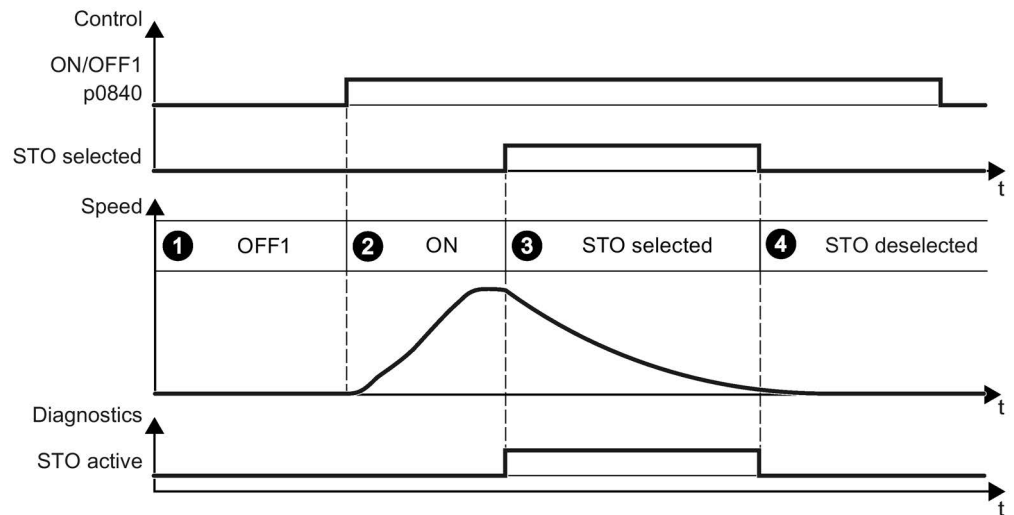 Control
ON/OFF1
p0840
STO selected
t
Speed
1 OFF1 2 ON 3 STO selected 4 STO deselected
t
Diagnostics
STO active
t